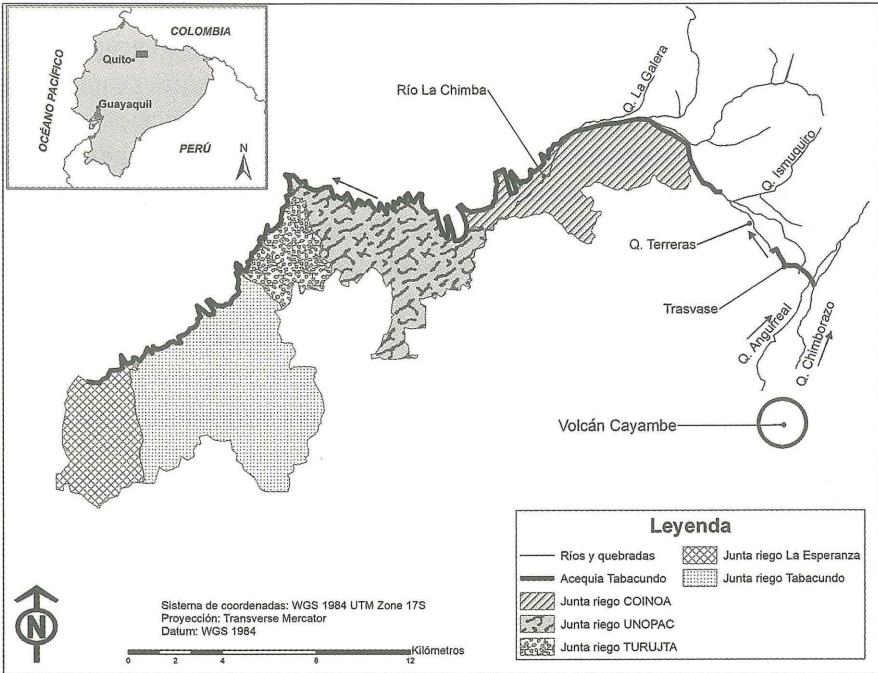 COLOMBIA
Quito
OCÉANO PACÍFICO
Guayaquil
PERÚ
N
Río La Chimba
Q. La Galera
Q. Ismuquiro
Q. Terreras
Trasvase
Q. Angurreal
Q. Chimborazo
Volcán Cayambe
Leyenda
Ríos y quebradas
Acequia Tabacundo
Junta riego COINOA
Junta riego UNOPAC
Junta riego TURUJTA
Junta riego La Esperanza
Junta riego Tabacundo
N
Sistema de coordenadas: WGS 1984 UTM Zone 17S
Proyección: Transverse Mercator
Datum: WGS 1984
Kilómetros
0 2 4 8 12